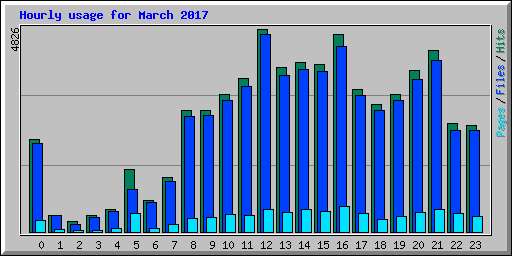 Hourly usage for March 2017
4826
Pages / Files / Hits
0 1 2 3 4 5 6 7 8 9 10 11 12 13 14 15 16 17 18 19 20 21 22 23